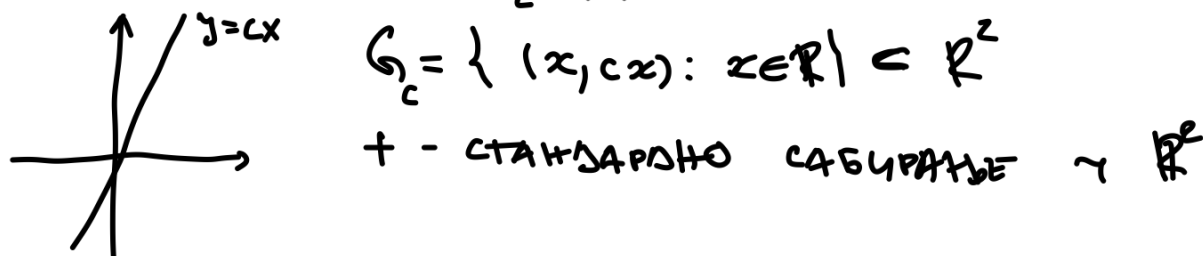 y=cx
G_c = { (x, cx): x∈ℝ} ⊂ ℝ²
+ - СТАНДАРДНО САБИРАЊЕ у ℝ²